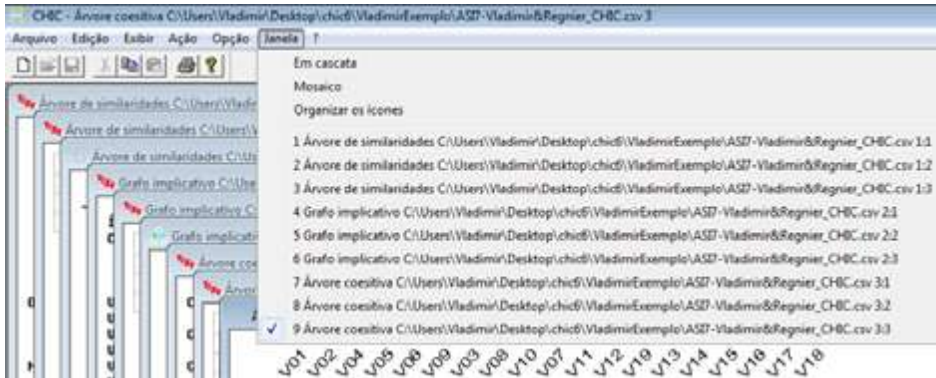 CHIC - Árvore coesitiva C:\Users\Vladimir\Desktop\chic6\VladimirExemplo\ASI7-Vladimir&Regnier_CHIC.csv 3
Arquivo Edição Exibir Ação Opção Janela ?
Em cascata
Mosaico
Organizar os ícones
Árvore de similaridades C:\Users\Vladir
1 Árvore de similaridades C:\Users\Vladimir\Desktop\chic6\VladimirExemplo\ASI7-Vladimir&Regnier_CHIC.csv 1:1
Árvore de similaridades C:\Users\V
2 Árvore de similaridades C:\Users\Vladimir\Desktop\chic6\VladimirExemplo\ASI7-Vladimir&Regnier_CHIC.csv 1:2
Árvore de similaridades C:\Us
3 Árvore de similaridades C:\Users\Vladimir\Desktop\chic6\VladimirExemplo\ASI7-Vladimir&Regnier_CHIC.csv 1:3
Grafo implicativo C:\Use
4 Grafo implicativo C:\Users\Vladimir\Desktop\chic6\VladimirExemplo\ASI7-Vladimir&Regnier_CHIC.csv 2:1
Grafo implicativo C:
5 Grafo implicativo C:\Users\Vladimir\Desktop\chic6\VladimirExemplo\ASI7-Vladimir&Regnier_CHIC.csv 2:2
Grafo implicati
6 Grafo implicativo C:\Users\Vladimir\Desktop\chic6\VladimirExemplo\ASI7-Vladimir&Regnier_CHIC.csv 2:3
Árvore coe
7 Árvore coesitiva C:\Users\Vladimir\Desktop\chic6\VladimirExemplo\ASI7-Vladimir&Regnier_CHIC.csv 3:1
Árvor
8 Árvore coesitiva C:\Users\Vladimir\Desktop\chic6\VladimirExemplo\ASI7-Vladimir&Regnier_CHIC.csv 3:2
9 Árvore coesitiva C:\Users\Vladimir\Desktop\chic6\VladimirExemplo\ASI7-Vladimir&Regnier_CHIC.csv 3:3
V01 V02 V04 V05 V06 V09 V03 V08 V10 V07 V11 V12 V19 V13 V14 V15 V16 V17 V18